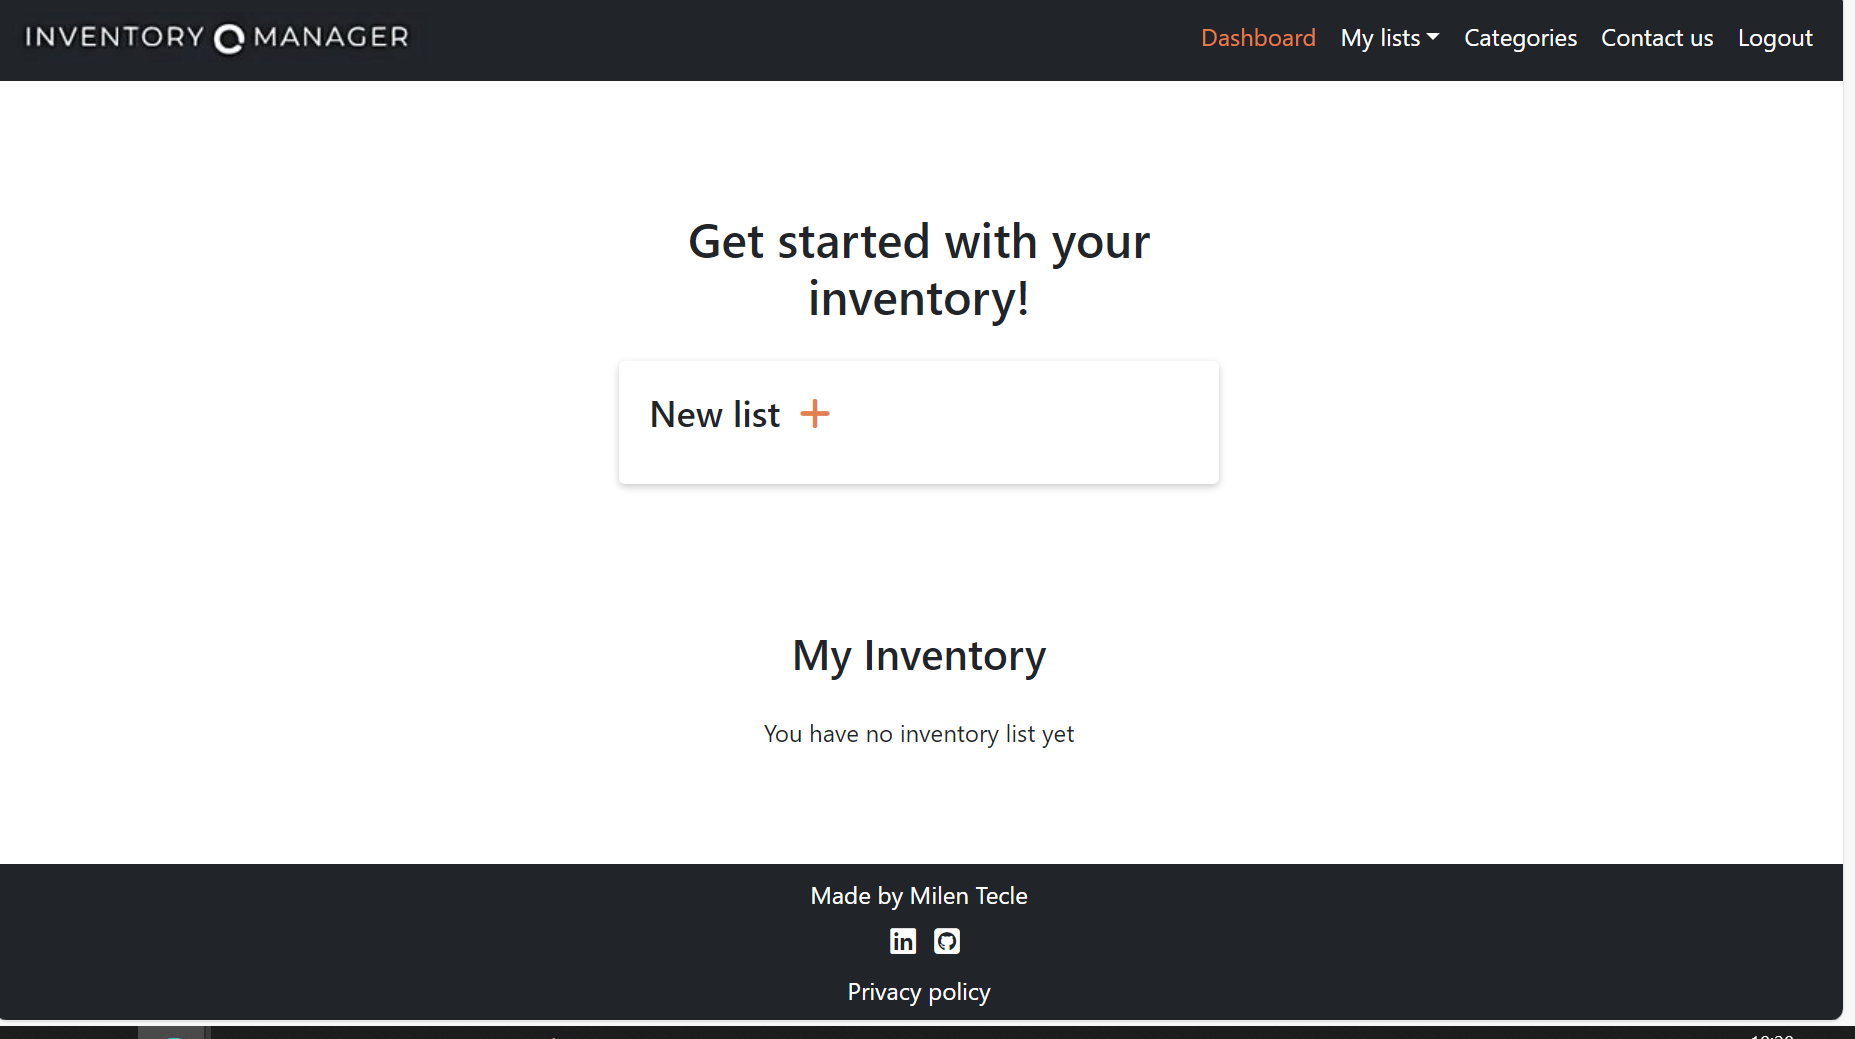 INVENTORY MANAGER
Dashboard My lists Categories Contact us Logout
Get started with your
inventory!
New list +
My Inventory
You have no inventory list yet
Made by Milen Tecle
in
Privacy policy